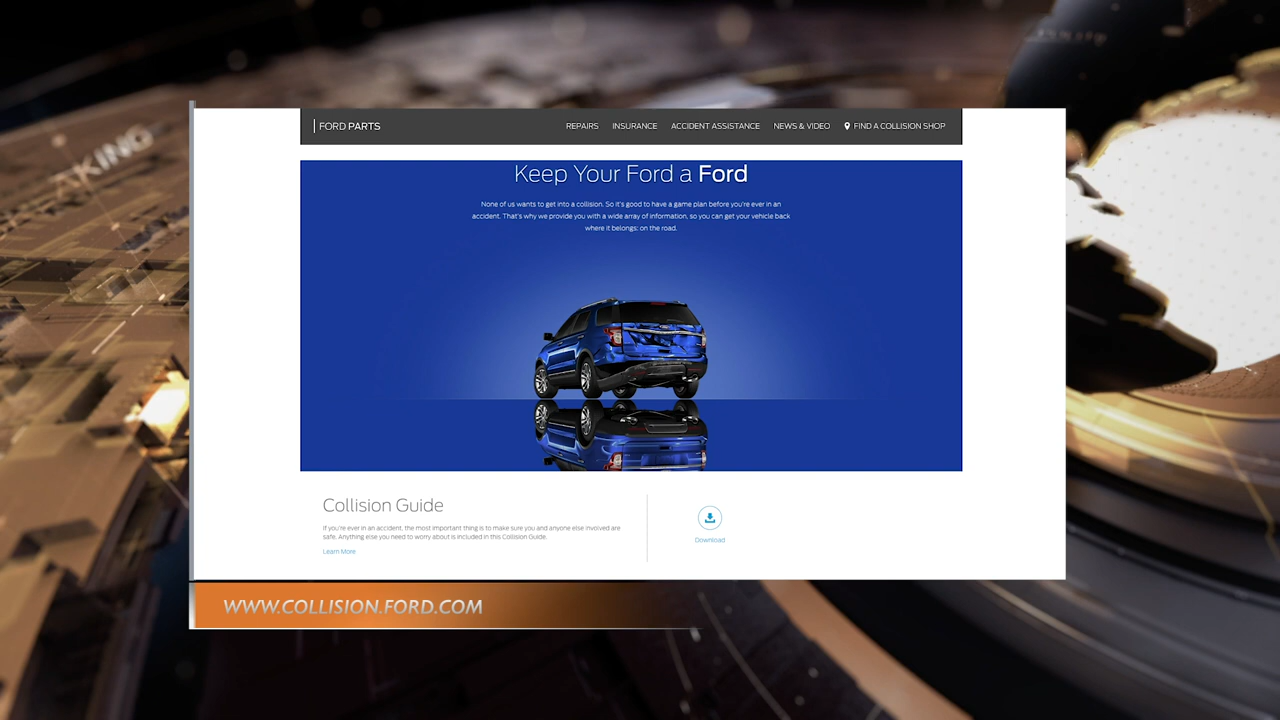 AKING
FORD PARTS
REPAIRS INSURANCE ACCIDENT ASSISTANCE NEWS & VIDEO FIND A COLLISION SHOP
Keep Your Ford a Ford
None of us wants to get into a collision. So it's good to have a game plan before you're ever in an
accident. That's why we provide you with a wide array of information, so you can get your vehicle back
where it belongs: on the road.
Collision Guide
If you're ever in an accident, the most important thing is to make sure you and anyone else involved are
safe. Anything else you need to worry about is included in this Collision Guide.
Learn More
Download
WWW.COLLISION.FORD.COM